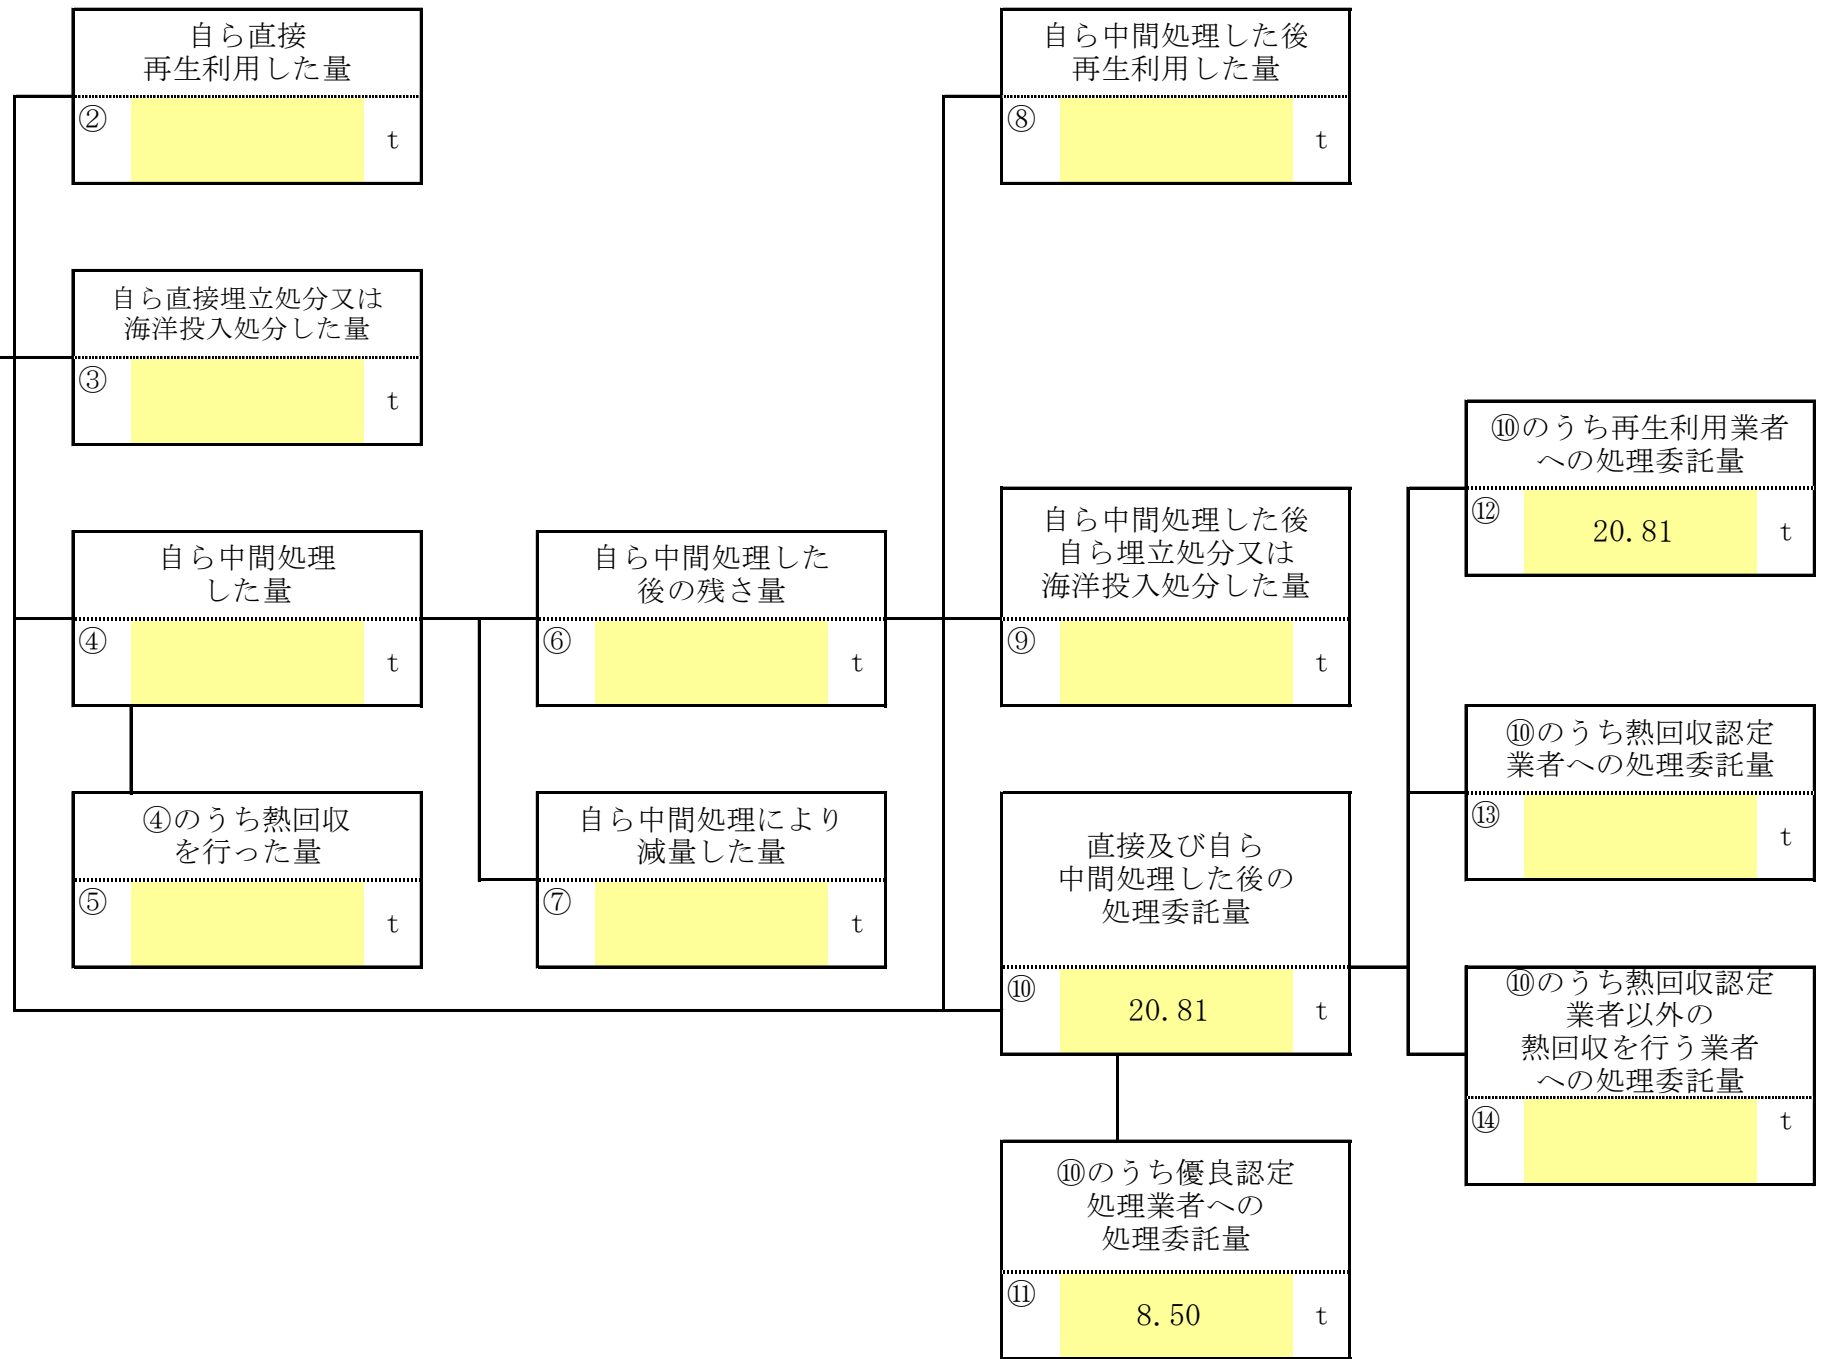 自ら直接
再生利用した量
②
t
自ら中間処理した後
再生利用した量
⑧
t
自ら直接埋立処分又は
海洋投入処分した量
③
t
⑩のうち再生利用業者
への処理委託量
⑫
20.81
t
自ら中間処理
した量
④
t
自ら中間処理した
後の残さ量
⑥
t
自ら中間処理した後
自ら埋立処分又は
海洋投入処分した量
⑨
t
⑩のうち熱回収認定
業者への処理委託量
⑬
t
④のうち熱回収
を行った量
⑤
t
自ら中間処理により
減量した量
⑦
t
直接及び自ら
中間処理した後の
処理委託量
⑩
20.81
t
⑩のうち熱回収認定
業者以外の
熱回収を行う業者
への処理委託量
⑭
t
⑩のうち優良認定
処理業者への
処理委託量
⑪
8.50
t